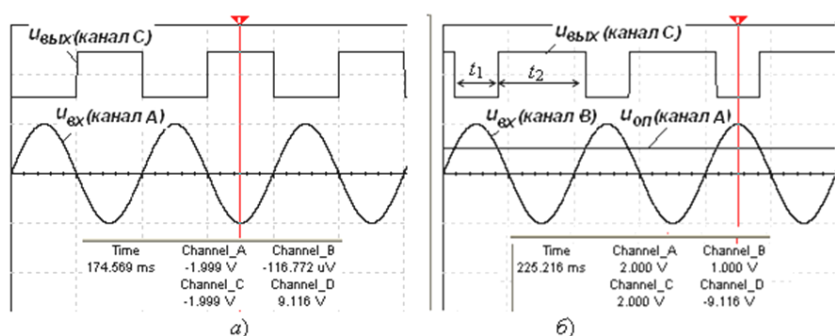 uвых(канал C)
uвх(канал A)
Time Channel_A Channel_B
174.569 ms -1.999 V -116.772 uV
Channel_C Channel_D
-1.999 V 9.116 V
а)
uвых(канал C)
t1 t2
uвх(канал B) uоп(канал A)
Time Channel_A Channel_B
225.216 ms 2.000 V 1.000 V
Channel_C Channel_D
2.000 V -9.116 V
б)